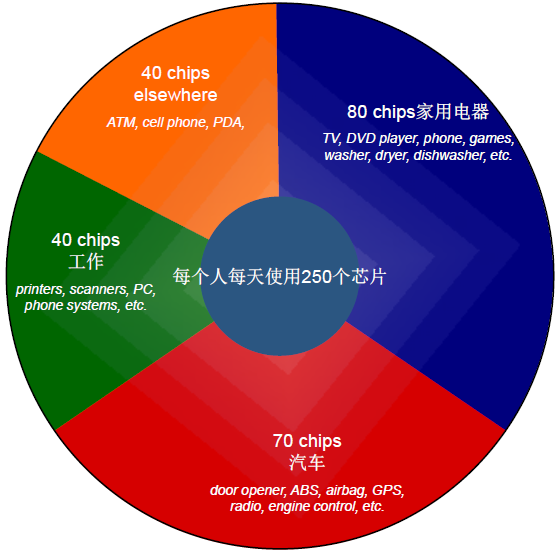 40 chips
elsewhere
ATM, cell phone, PDA,
80 chips家用电器
TV, DVD player, phone, games,
washer, dryer, dishwasher, etc.
40 chips
工作
printers, scanners, PC,
phone systems, etc.
每个人每天使用250个芯片
70 chips
汽车
door opener, ABS, airbag, GPS,
radio, engine control, etc.